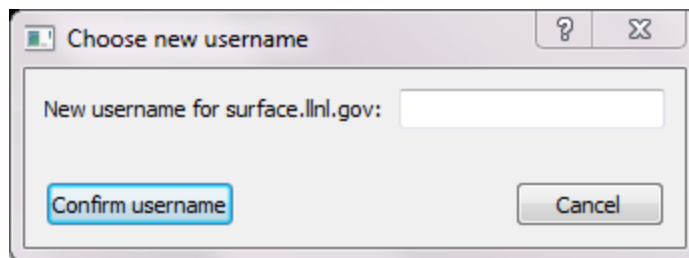 Choose new username
New username for surface.llnl.gov:
Confirm username
Cancel